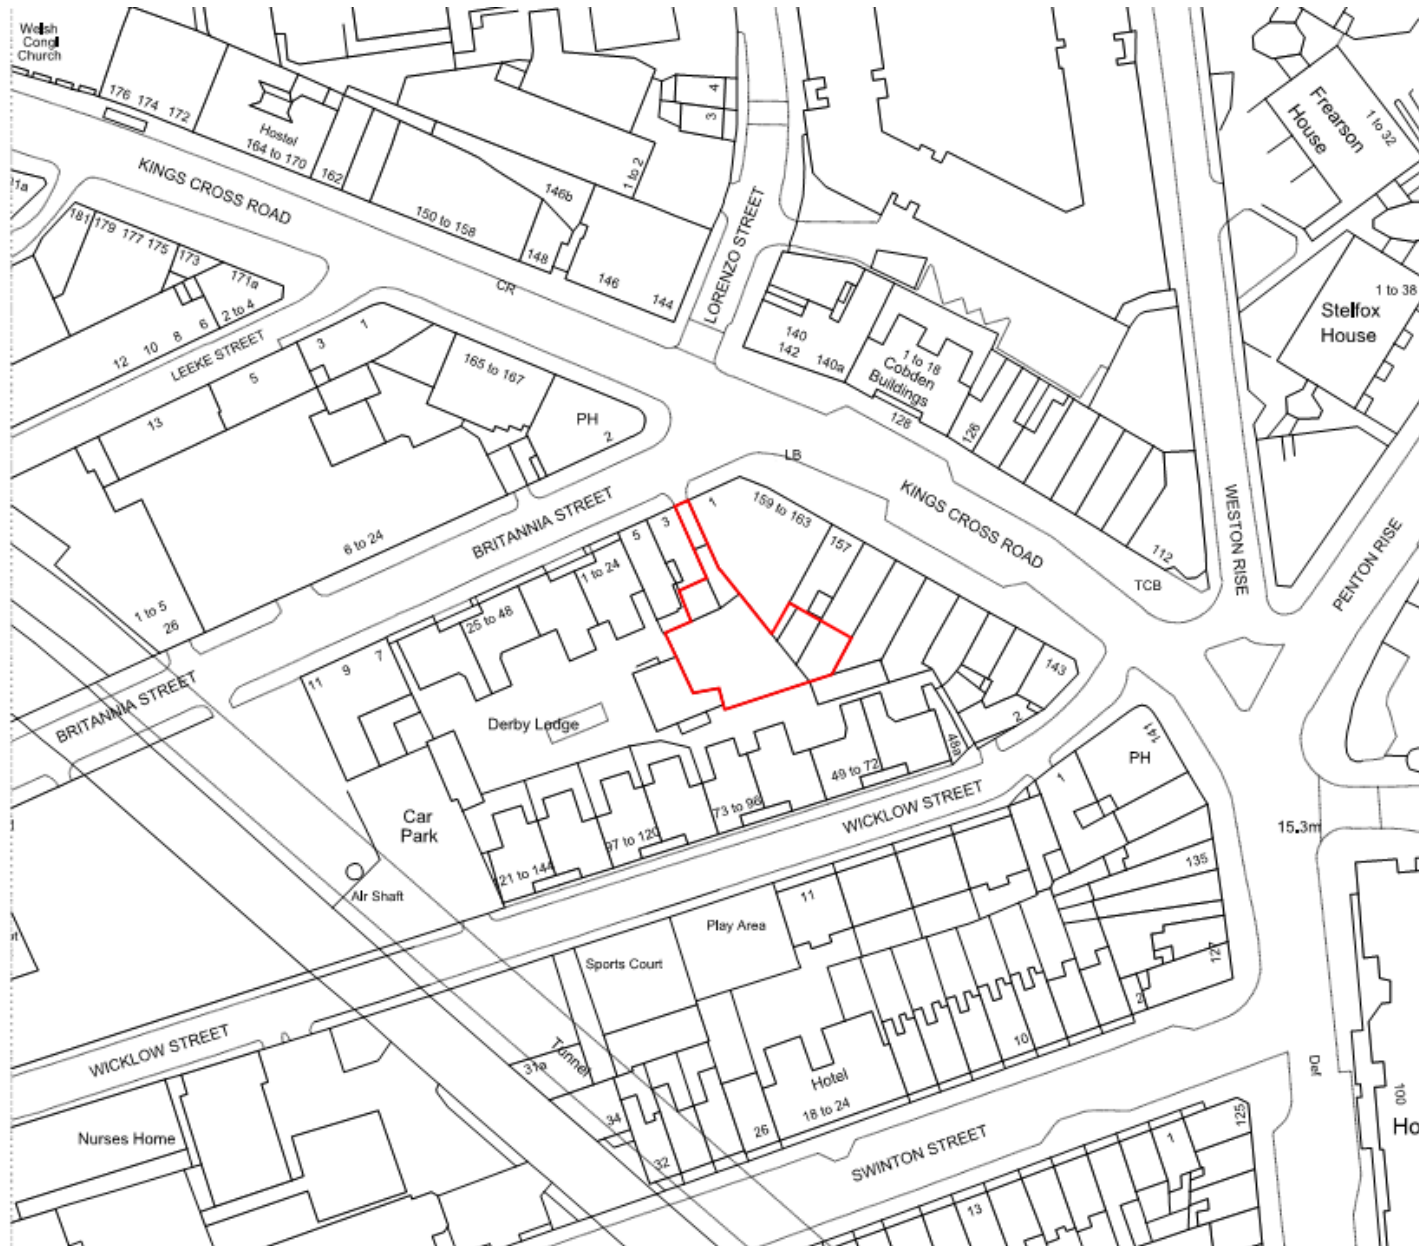 Welsh
Congl
Church
176 174 172
Hostel
164 to 170
162
KINGS CROSS ROAD
150 to 158
146b
1 to 2
148
146
144
CR
4
3
LORENZO STREET
Frearson
House
1 to 32
1 to 38
Stelfox
House
1a
181
179 177 175
173
171a
2 to 4
12 10 8 6
LEEKE STREET
1
3
5
13
165 to 167
PH
2
140
142
140a
1 to 18
Cobden
Buildings
128
126
112
LB
KINGS CROSS ROAD
TCB
WESTON RISE
PENTON RISE
BRITANNIA STREET
6 to 24
1 to 5
26
1
3
5
159 to 163
157
143
2
1 to 24
25 to 48
7
9
11
BRITANNIA STREET
Derby Lodge
48a
49 to 72
73 to 96
97 to 120
121 to 144
WICKLOW STREET
Car
Park
Air Shaft
141
PH
1
15.3m
135
127
2
11
Play Area
Sports Court
10
Hotel
18 to 24
26
Tunnel
31a
34
32
WICKLOW STREET
Nurses Home
SWINTON STREET
Def
100
Ho
125
1
13